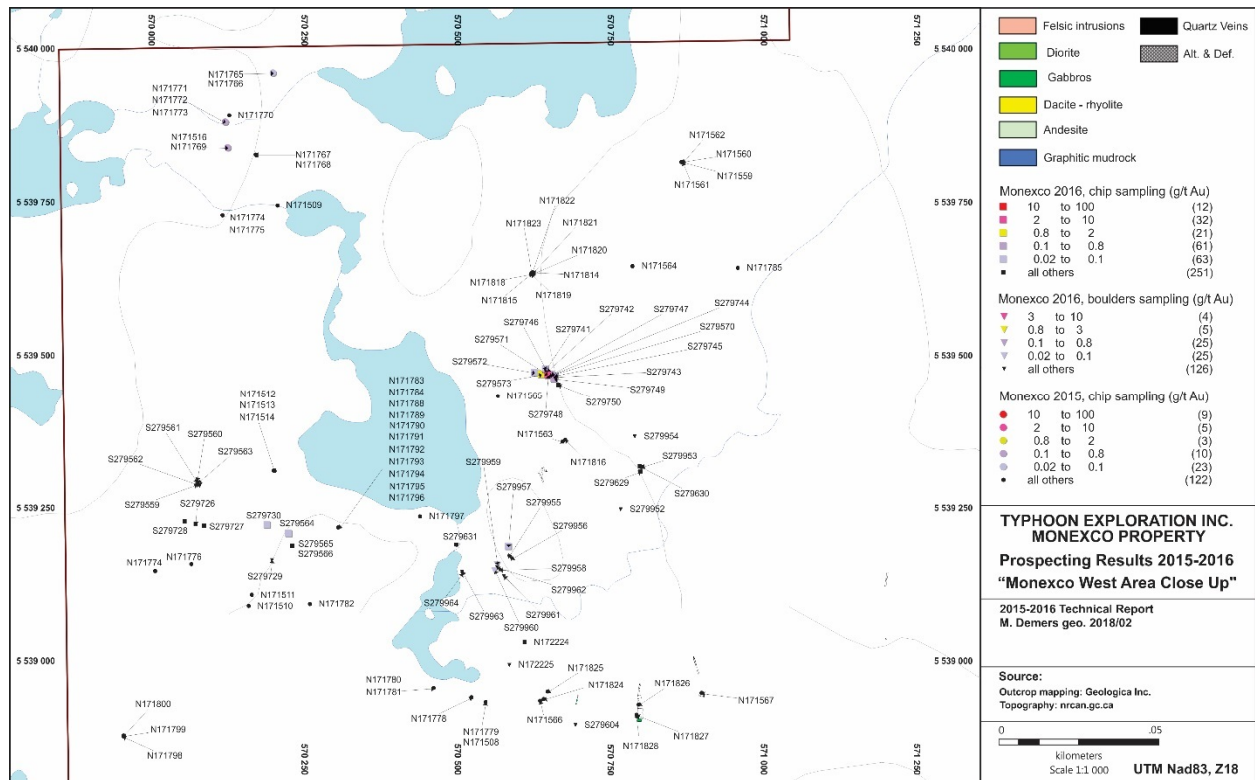 570 000
570 250
570 500
570 750
571 000
571 250
5 540 000
5 540 000
N171765
N171766
N171771
N171772
N171773
N171770
N171516
N171769
N171767
N171768
N171562
N171560
N171559
N171561
5 539 750
5 539 750
N171509
N171774
N171775
N171822
N171823
N171821
N171820
N171818
N171814
N171815
N171819
N171564
N171785
S279742
S279747
S279744
S279746
S279741
S279570
S279571
S279745
S279572
S279743
S279573
S279749
S279750
S279748
N171565
5 539 500
5 539 500
N171783
N171784
N171788
N171789
N171790
N171791
N171792
N171793
N171794
N171795
N171796
N171512
N171513
N171514
S279561
S279560
S279563
S279562
S279559
S279726
S279730
S279564
S279728
S279727
S279565
S279566
S279729
N171774
N171776
N171511
N171510
N171782
N171797
S279631
N171563
N171816
S279954
S279953
S279629
S279630
S279952
S279959
S279957
S279955
S279956
S279958
S279962
S279961
S279960
S279964
S279963
5 539 250
5 539 250
N172224
N172225
5 539 000
5 539 000
N171780
N171781
N171778
N171779
N171508
N171825
N171824
N171566
S279604
N171826
N171827
N171828
N171567
N171800
N171799
N171798
570 250
570 500
570 750
571 000
Felsic intrusions
Diorite
Gabbros
Dacite - rhyolite
Andesite
Graphitic mudrock
Quartz Veins
Alt. & Def.
Monexco 2016, chip sampling (g/t Au)
10 to 100 (12)
2 to 10 (32)
0.8 to 2 (21)
0.1 to 0.8 (61)
0.02 to 0.1 (63)
all others (251)
Monexco 2016, boulders sampling (g/t Au)
3 to 10 (4)
0.8 to 3 (5)
0.1 to 0.8 (25)
0.02 to 0.1 (25)
all others (126)
Monexco 2015, chip sampling (g/t Au)
10 to 100 (9)
2 to 10 (5)
0.8 to 2 (3)
0.1 to 0.8 (10)
0.02 to 0.1 (23)
all others (122)
TYPHOON EXPLORATION INC.
MONEXCO PROPERTY
Prospecting Results 2015-2016
“Monexco West Area Close Up"
2015-2016 Technical Report
M. Demers geo. 2018/02
Source:
Outcrop mapping: Geologica Inc.
Topography: nrcan.gc.ca
0 .05
kilometers
Scale 1:1 000
UTM Nad83, Z18